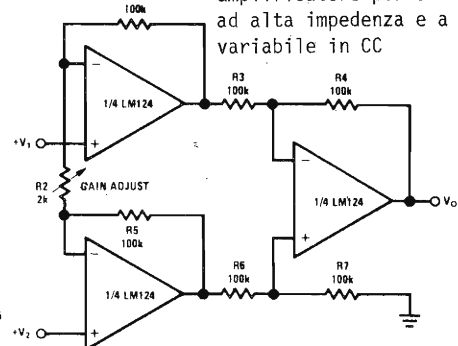 amplificatore
ad alta impedenza e a
variabile in CC
100k
R3
100k
R4
100k
1/4 LM124
+V1
R2
2k
GAIN ADJUST
1/4 LM124
VO
R5
100k
1/4 LM124
R6
100k
R7
100k
+V2